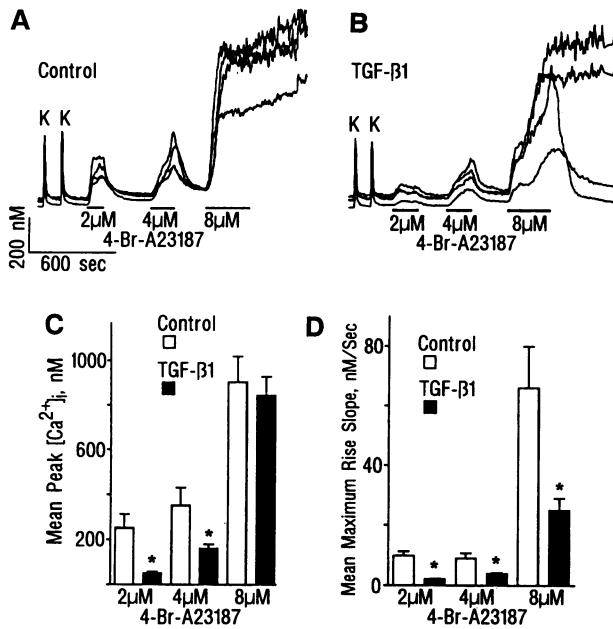 A
Control
K K
2µM 4µM 8µM
4-Br-A23187
200 nM
600 sec
B
TGF-β1
K K
2µM 4µM 8µM
4-Br-A23187
C
Control
TGF-β1
Mean Peak [Ca2+]i, nM
1000
600
200
*
*
2µM 4µM 8µM
4-Br-A23187
D
Control
TGF-β1
Mean Maximum Rise Slope, nM/Sec
80
40
0
*
*
*
2µM 4µM 8µM
4-Br-A23187